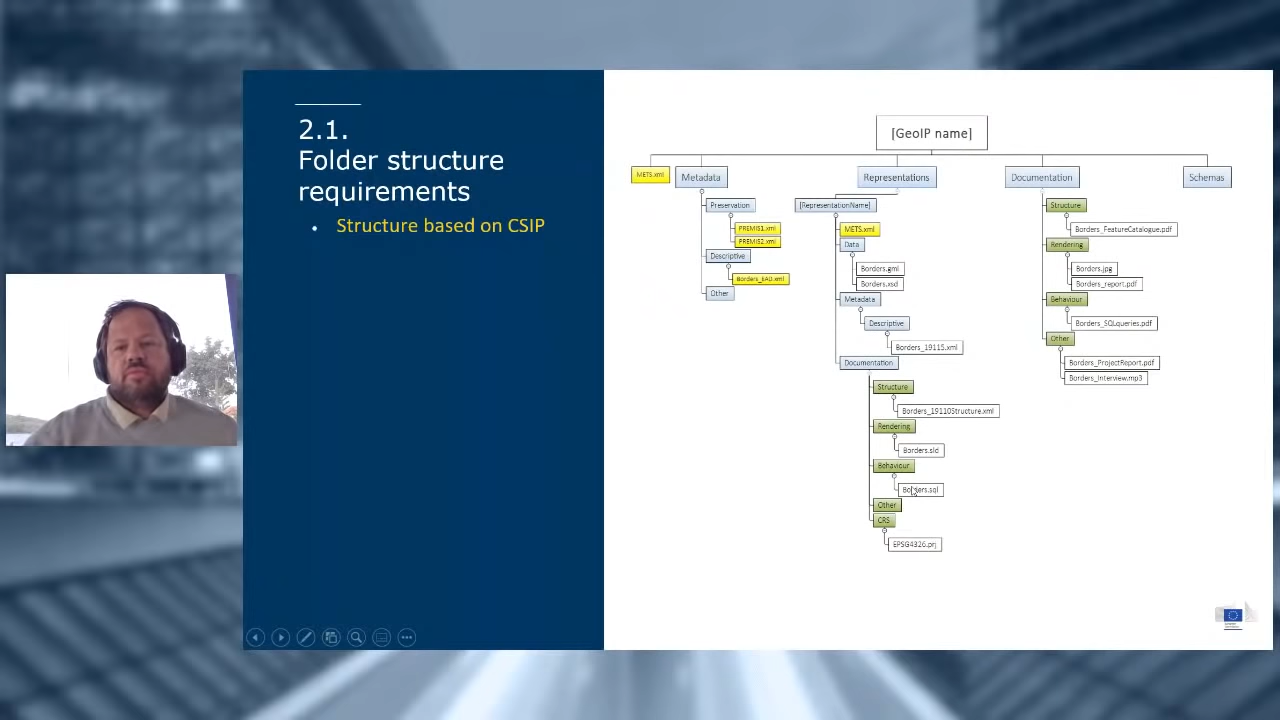 2.1.
Folder structure
requirements
• Structure based on CSIP
[GeoIP name]
METS.xml
Metadata
Representations
Documentation
Schemas
Preservation
PREMIS1.xml
PREMIS2.xml
Descriptive
Borders_EAD.xml
Other
[RepresentationName]
METS.xml
Data
Borders.gml
Borders.xsd
Metadata
Descriptive
Borders_19115.xml
Documentation
Structure
Borders_19110Structure.xml
Rendering
Borders.sld
Behaviour
Borders.sql
Other
CRS
EPSG4326.prj
Structure
Borders_FeatureCatalogue.pdf
Rendering
Borders.jpg
Borders_report.pdf
Behaviour
Borders_SQLqueries.pdf
Other
Borders_ProjectReport.pdf
Borders_Interview.mp3